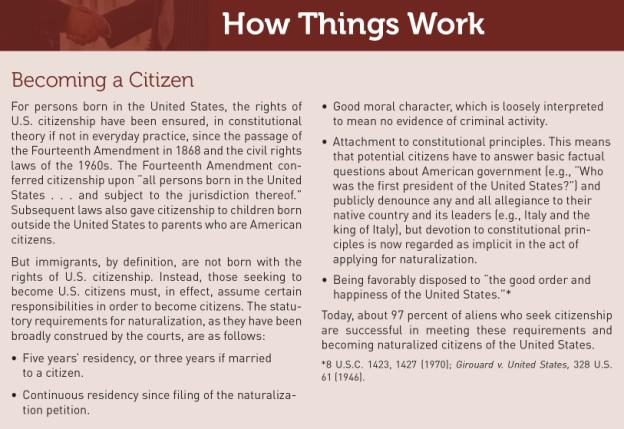 How Things Work
Becoming a Citizen
For persons born in the United States, the rights of
U.S. citizenship have been ensured, in constitutional
theory if not in everyday practice, since the passage of
the Fourteenth Amendment in 1868 and the civil rights
laws of the 1960s. The Fourteenth Amendment con-
ferred citizenship upon "all persons born in the United
States . . . and subject to the jurisdiction thereof."
Subsequent laws also gave citizenship to children born
outside the United States to parents who are American
citizens.
But immigrants, by definition, are not born with the
rights of U.S. citizenship. Instead, those seeking to
become U.S. citizens must, in effect, assume certain
responsibilities in order to become citizens. The statu-
tory requirements for naturalization, as they have been
broadly construed by the courts, are as follows:
• Five years' residency, or three years if married
to a citizen.
• Continuous residency since filing of the naturaliza-
tion petition.
• Good moral character, which is loosely interpreted
to mean no evidence of criminal activity.
• Attachment to constitutional principles. This means
that potential citizens have to answer basic factual
questions about American government (e.g., "Who
was the first president of the United States?") and
publicly denounce any and all allegiance to their
native country and its leaders (e.g., Italy and the
king of Italy), but devotion to constitutional prin-
ciples is now regarded as implicit in the act of
applying for naturalization.
• Being favorably disposed to "the good order and
happiness of the United States."*
Today, about 97 percent of aliens who seek citizenship
are successful in meeting these requirements and
becoming naturalized citizens of the United States.
*8 U.S.C. 1423, 1427 (1970); Girouard v. United States, 328 U.S.
61 (1946).